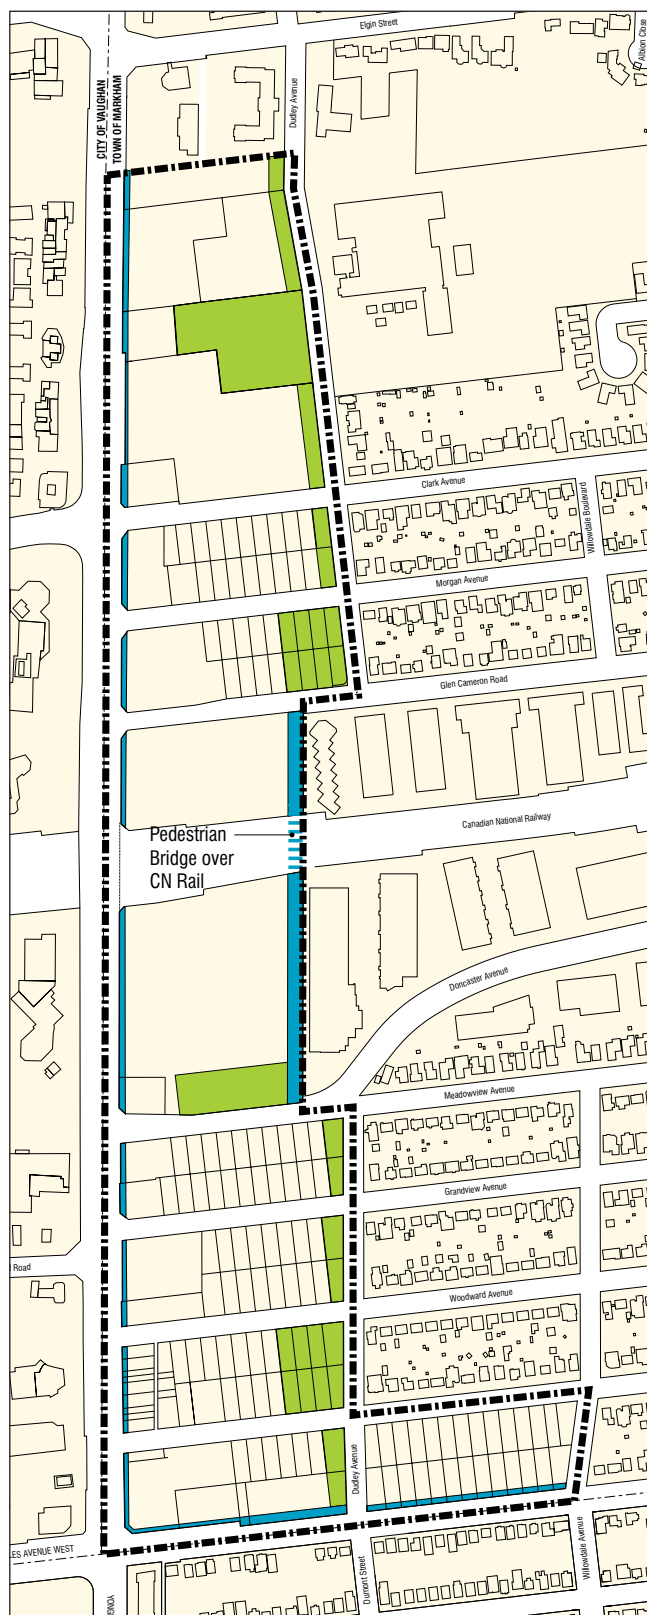 Elgin Street
Albion Close
CITY OF VAUGHAN
TOWN OF MARKHAM
Dudley Avenue
Clark Avenue
Willowdale Boulevard
Morgan Avenue
Glen Cameron Road
Canadian National Railway
Pedestrian
Bridge over
CN Rail
Doncaster Avenue
Meadowview Avenue
Grandview Avenue
Road
Woodward Avenue
Dudley Avenue
LES AVENUE WEST
YONG
Dumont Street
Willowdale Avenue